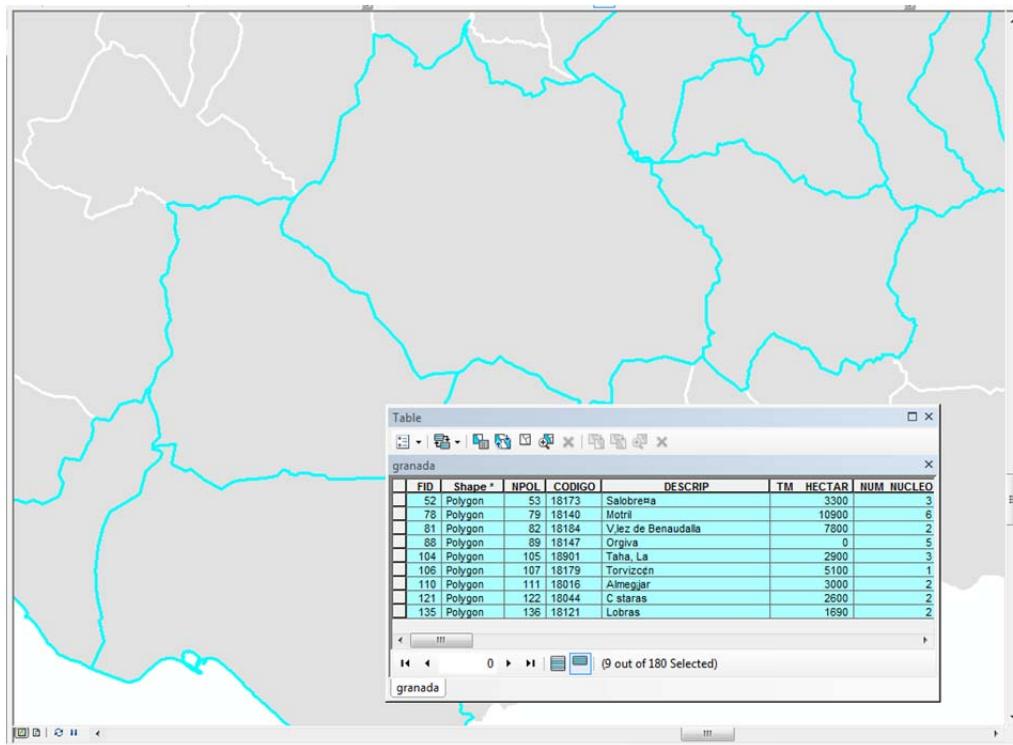 Table
granada
FID Shape * NPOL CODIGO DESCRIP TM HECTAR NUM NUCLEO
52 Polygon 53 18173 Salobre¤a 3300 3
78 Polygon 79 18140 Motril 10900 6
81 Polygon 82 18184 V‚lez de Benaudalla 7800 2
88 Polygon 89 18147 Orgiva 0 5
104 Polygon 105 18901 Taha, La 2900 3
106 Polygon 107 18179 Torvizc¢n 5100 1
110 Polygon 111 18016 Almegijar 3000 2
121 Polygon 122 18044 C staras 2600 2
135 Polygon 136 18121 Lobras 1690 2
0 (9 out of 180 Selected)
granada